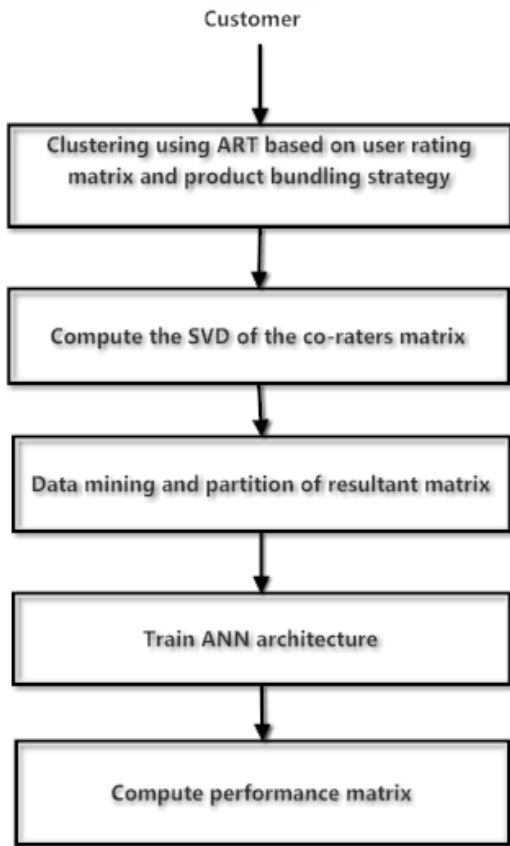 Customer
Clustering using ART based on user rating
matrix and product bundling strategy
Compute the SVD of the co-raters matrix
Data mining and partition of resultant matrix
Train ANN architecture
Compute performance matrix